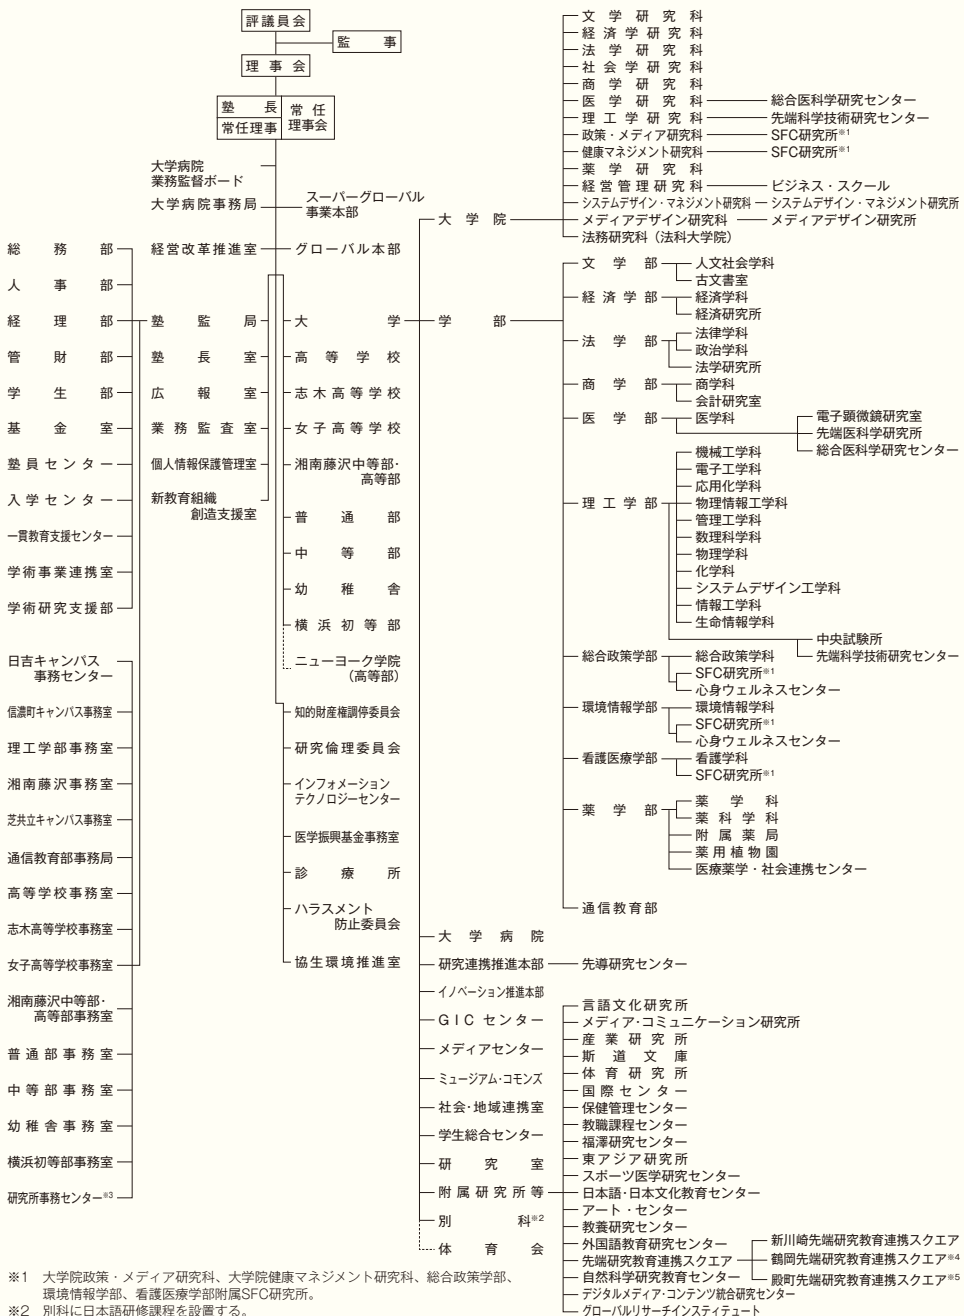 評議員会
監事
理事会
塾長
常任理事
常任
理事会
大学病院
業務監督ボード
大学病院事務局
スーパーグローバル
事業本部
経営改革推進室
グローバル本部
総務部
人事部
経理部
管財部
学生部
基金室
塾員センター
入学センター
一貫教育支援センター
学術事業連携室
学術研究支援部
日吉キャンパス
事務センター
信濃町キャンパス事務室
理工学部事務室
湘南藤沢事務室
芝共立キャンパス事務室
通信教育部事務局
高等学校事務室
志木高等学校事務室
女子高等学校事務室
湘南藤沢中等部・
高等部事務室
普通部事務室
中等部事務室
幼稚舎事務室
横浜初等部事務室
研究所事務センター※3
塾監局
塾長室
広報室
業務監査室
個人情報保護管理室
新教育組織
創造支援室
大学
高等学校
志木高等学校
女子高等学校
湘南藤沢中等部・
高等部
普通部
中等部
幼稚舎
横浜初等部
ニューヨーク学院
(高等部)
知的財産権調停委員会
研究倫理委員会
インフォメーション
テクノロジーセンター
医学振興基金事務室
診療所
ハラスメント
防止委員会
協生環境推進室
大学院
文学研究科
経済学研究科
法学研究科
社会学研究科
商学研究科
医学研究科
総合医科学研究センター
理工学研究科
先端科学技術研究センター
政策・メディア研究科
SFC研究所※1
健康マネジメント研究科
SFC研究所※1
薬学研究科
経営管理研究科
ビジネス・スクール
システムデザイン・マネジメント研究科
システムデザイン・マネジメント研究所
メディアデザイン研究科
メディアデザイン研究所
法務研究科(法科大学院)
学部
文学部
人文社会学科
古文書室
経済学部
経済学科
経済研究所
法学部
法律学科
政治学科
法学研究所
商学部
商学科
会計研究室
医学部
医学科
電子顕微鏡研究室
先端医科学研究所
総合医科学研究センター
理工学部
機械工学科
電子工学科
応用化学科
物理情報工学科
管理工学科
数理科学科
物理学科
化学科
システムデザイン工学科
情報工学科
生命情報学科
中央試験所
先端科学技術研究センター
総合政策学部
総合政策学科
SFC研究所※1
心身ウェルネスセンター
環境情報学部
環境情報学科
SFC研究所※1
心身ウェルネスセンター
看護医療学部
看護学科
SFC研究所※1
薬学部
薬学科
薬科学科
附属薬局
薬用植物園
医療薬学・社会連携センター
通信教育部
大学病院
研究連携推進本部
先導研究センター
イノベーション推進本部
GICセンター
メディアセンター
ミュージアム・コモンズ
社会・地域連携室
学生総合センター
研究室
附属研究所等
言語文化研究所
メディア・コミュニケーション研究所
産業研究所
斯道文庫
体育研究所
国際センター
保健管理センター
教職課程センター
福澤研究センター
東アジア研究所
スポーツ医学研究センター
日本語・日本文化教育センター
アート・センター
教養研究センター
外国語教育研究センター
先端研究教育連携スクエア
新川崎先端研究教育連携スクエア
鶴岡先端研究教育連携スクエア※4
殿町先端研究教育連携スクエア※5
自然科学研究教育センター
デジタルメディア・コンテンツ統合研究センター
グローバルリサーチインスティテュート
別科※2
体育会
※1 大学院政策・メディア研究科、大学院健康マネジメント研究科、総合政策学部、
環境情報学部、看護医療学部附属SFC研究所。
※2 別科に日本語研修課程を設置する。